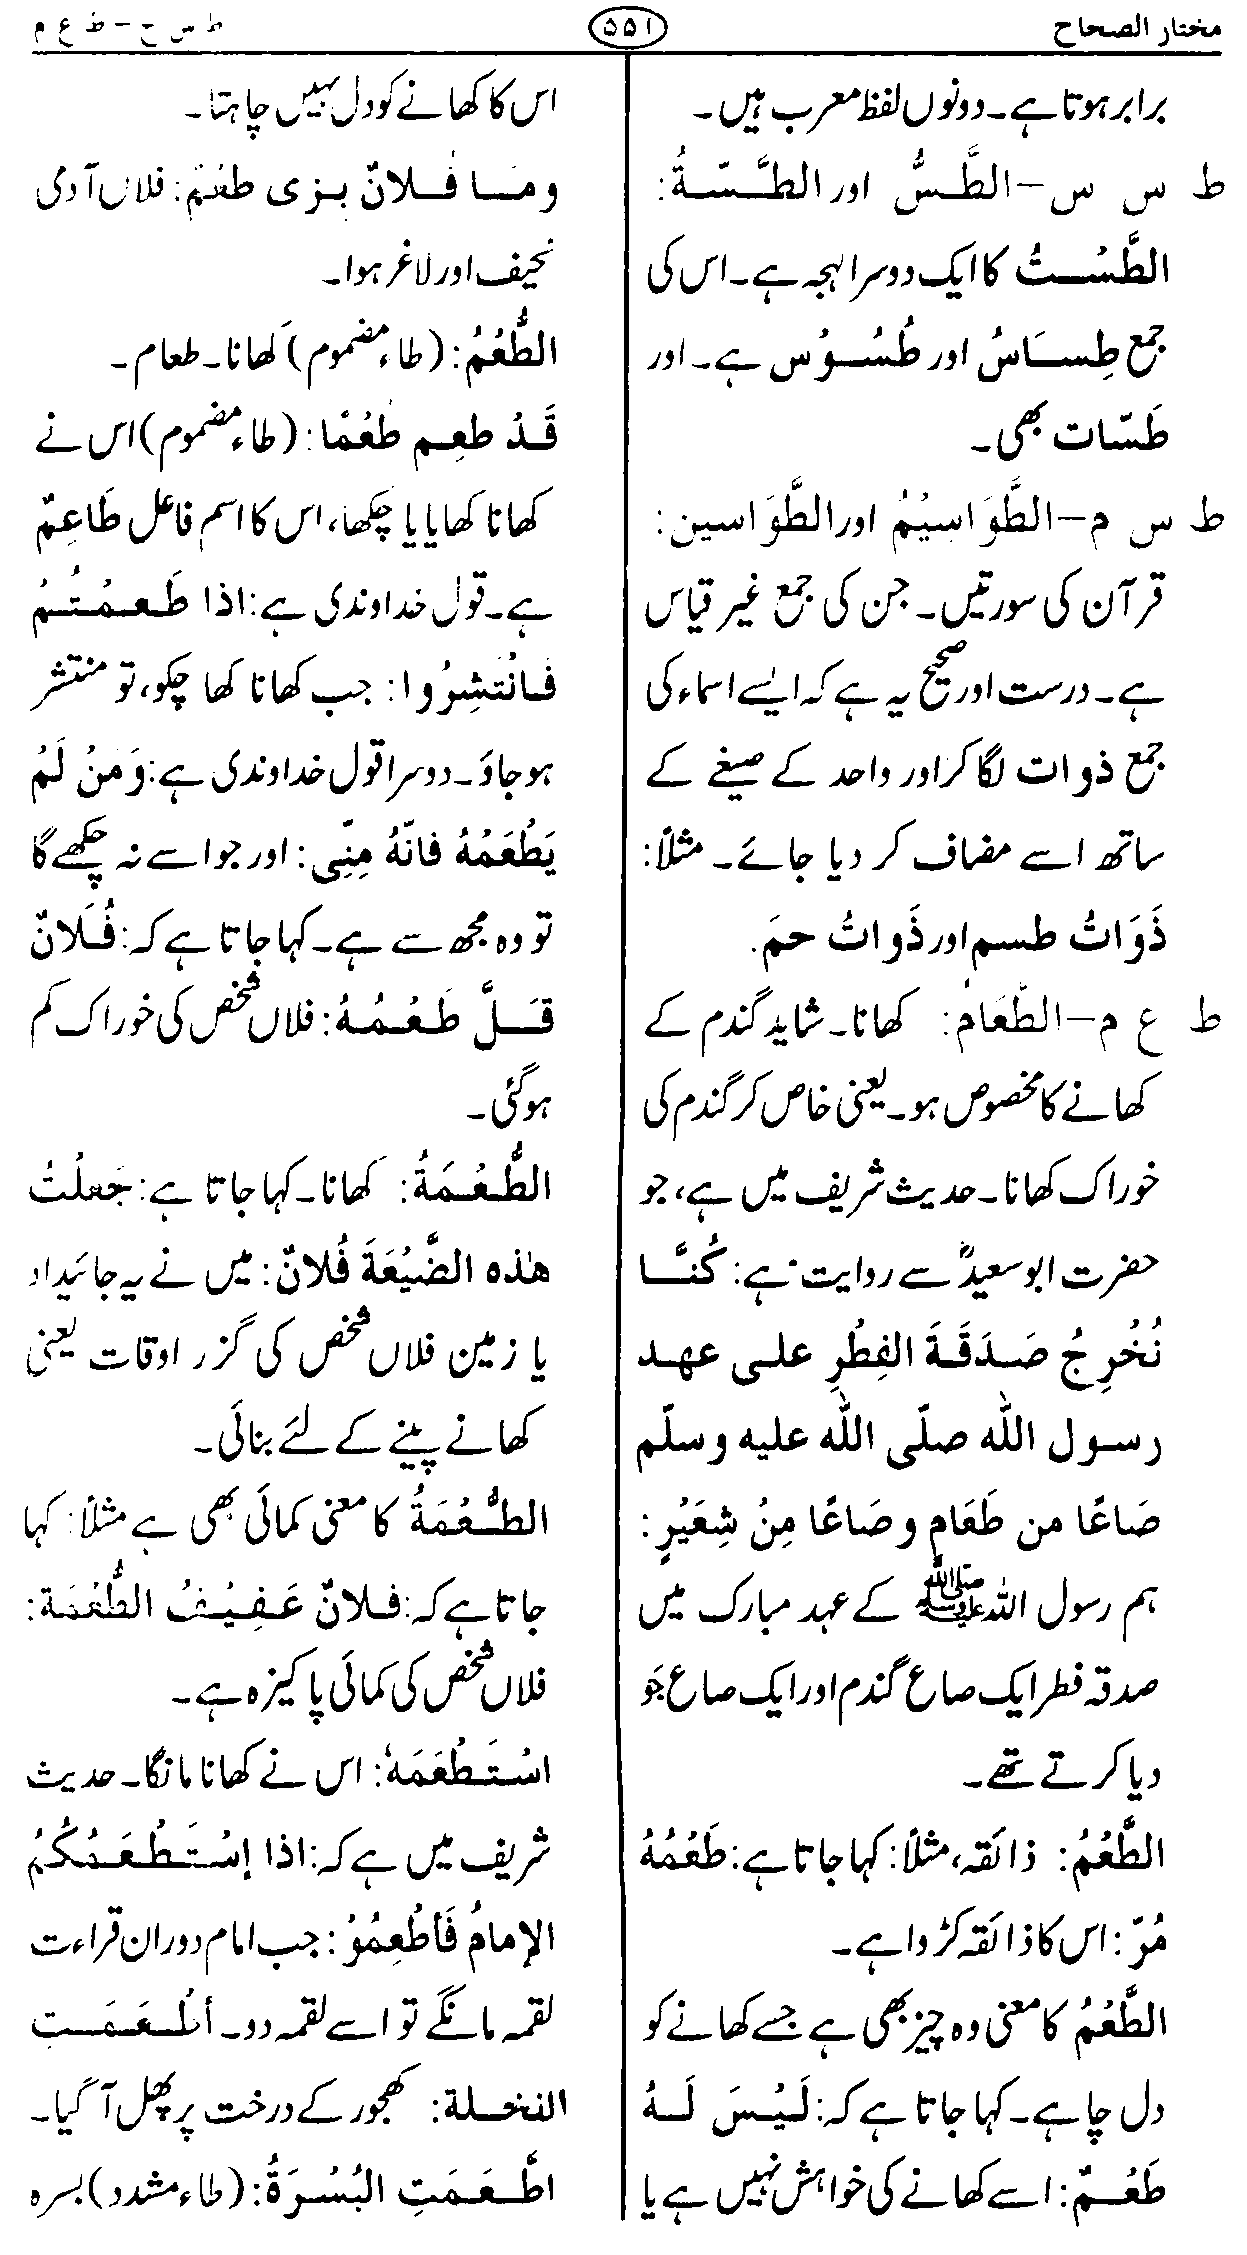 مختار الصحاح
۵۵۱
ط س ح – ط ع م
برابر ہوتا ہے۔ دونوں لفظ معرب ہیں۔
ط س س – الطَّسُّ اور الطَّسَّةُ:
الطَّسْتُ کا ایک دوسرا لہجہ ہے۔ اس کی
جمع طِسَاسٌ اور طُسُوْس ہے۔ اور
طَسّات بھی۔
ط س م – الطَّوَاسِيْمُ اور الطَّوَاسين:
قرآن کی سورتیں۔ جن کی جمع غیر قیاس
ہے۔ درست اور صحیح یہ ہے کہ ایسے اسماء کی
جمع ذوات لگا کر اور واحد کے صیغے کے
ساتھ اسے مضاف کر دیا جائے۔ مثلاً:
ذَوَاتُ طسم اور ذَواتُ حمَ.
ط ع م – الطَّعَامُ: کھانا۔ شاید گندم کے
کھانے کا مخصوص ہو۔ یعنی خاص کر گندم کی
خوراک کھانا۔ حدیث شریف میں ہے، جو
حضرت ابوسعیدؓ سے روایت ہے: كُنَّا
نُخْرِجُ صَدَقَةَ الفِطْرِ على عهد
رسول الله صلّى الله عليه وسلّم
صَاعًا من طَعَام وصَاعًا مِنْ شِعَيْرٍ:
ہم رسول اللہ ﷺ کے عہد مبارک میں
صدقہ فطر ایک صاع گندم اور ایک صاع جَو
دیا کرتے تھے۔
الطَّعْمُ: ذائقہ، مثلاً: کہا جاتا ہے: طَعْمُهُ
مُرّ: اس کا ذائقہ کڑوا ہے۔
الطَّعْمُ کا معنی وہ چیز بھی ہے جسے کھانے کو
دل چاہے۔ کہا جاتا ہے کہ: لَيْسَ لَهُ
طَعْمٌ: اسے کھانے کی خواہش نہیں ہے یا
اس کا کھانے کو دل نہیں چاہتا۔
ومَا فُلانٌ بِزى طعْمٍ: فلاں آدمی
نحیف اور لاغر ہوا۔
الطُّعْمُ: (طاء مضموم) کھانا۔ طعام۔
قَدْ طعِم طُعْمًا: (طاء مضموم) اس نے
کھانا کھایا یا چکھا، اس کا اسم فاعل طَاعِمٌ
ہے۔ قول خداوندی ہے: اذا طَعِمْتُمْ
فَانْتَشِرُوا: جب کھانا کھا چکو، تو منتشر
ہو جاؤ۔ دوسرا قول خداوندی ہے: وَمَنْ لَمْ
يَطْعَمْهُ فانّهُ مِنّى: اور جو اسے نہ چکھے گا
تو وہ مجھ سے ہے۔ کہا جاتا ہے کہ: فُلَانٌ
قَلَّ طَعْمُهُ: فلاں شخص کی خوراک کم
ہو گئی۔
الطُّعْمَةُ: کھانا۔ کہا جاتا ہے: جَعلْتُ
هٰذه الضَّيْعَةَ فُلانٌ: میں نے یہ جائیداد
یا زمین فلاں شخص کی گزر اوقات یعنی
کھانے پینے کے لئے بنائی۔
الطُّعْمَةُ کا معنی کمائی بھی ہے مثلاً: کہا
جاتا ہے کہ: فلانٌ عَفِيْفُ الطُّعْمَة:
فلاں شخص کی کمائی پاکیزہ ہے۔
اسْتَطْعَمَهُ: اس نے کھانا مانگا۔ حدیث
شریف میں ہے کہ: اذا إسْتَطْعَمُكُمُ
الإمامُ فَأطْعِمُوْ: جب امام دوران قراءت
لقمہ مانگے تو اسے لقمہ دو۔ أطْعَمَت
النخلة: کھجور کے درخت پر پھل آ گیا۔
اطَّعَمَتِ البُسْرَةُ: (طاء مشدد) بسرہ